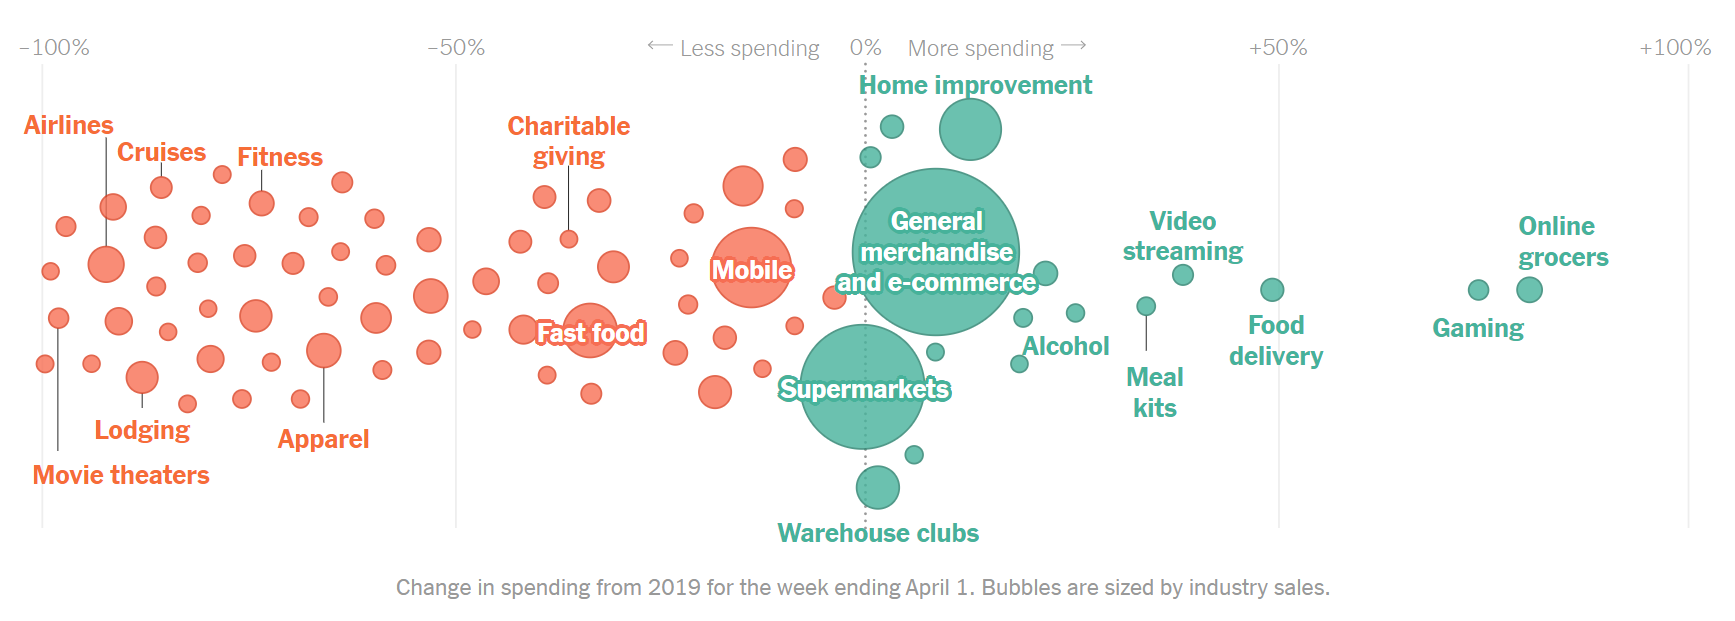 −100%
−50%
← Less spending
0%
More spending →
+50%
+100%
Home improvement
Airlines
Cruises
Fitness
Charitable
giving
General
merchandise
and e-commerce
Video
streaming
Online
grocers
Mobile
Fast food
Alcohol
Food
delivery
Gaming
Meal
kits
Supermarkets
Lodging
Apparel
Movie theaters
Warehouse clubs
Change in spending from 2019 for the week ending April 1. Bubbles are sized by industry sales.